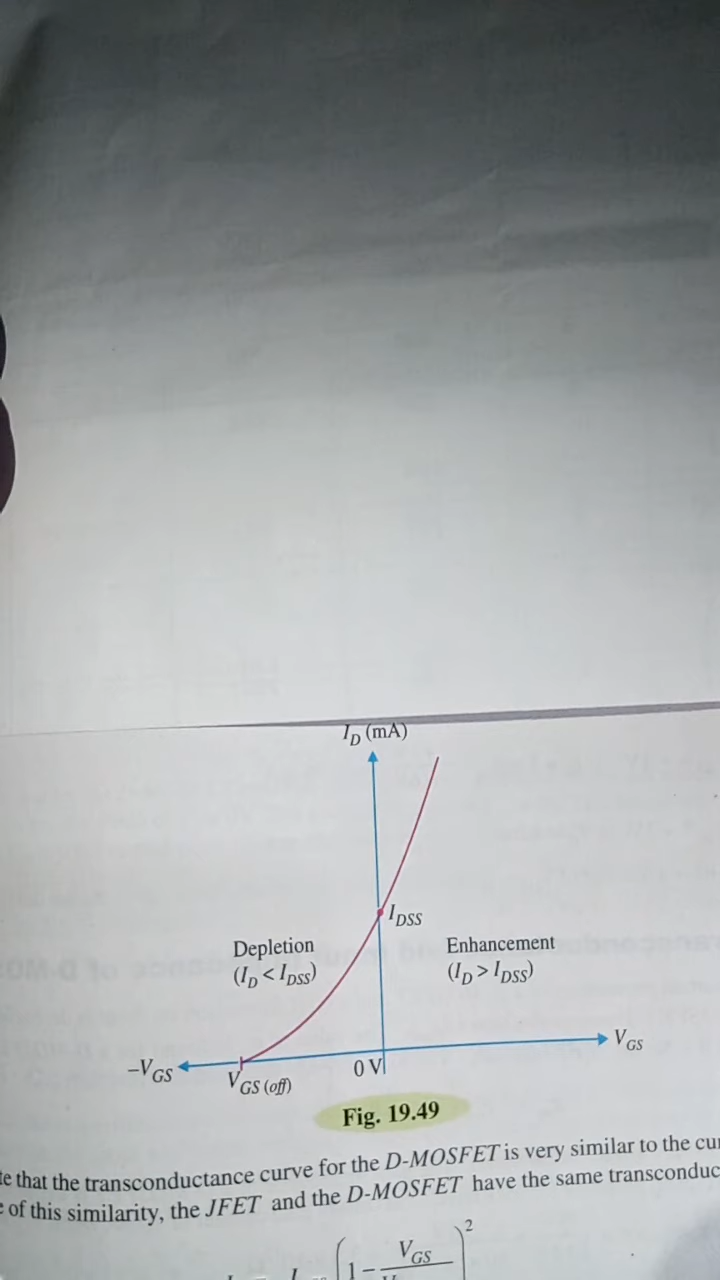 I_D (mA)
I_DSS
Depletion
(I_D < I_DSS)
Enhancement
(I_D > I_DSS)
–V_GS
V_GS (off)
0 V
V_GS
Fig. 19.49
that the transconductance curve for the D-MOSFET is very similar to the
of this similarity, the JFET and the D-MOSFET have the same
(1 – V_GS
)^2